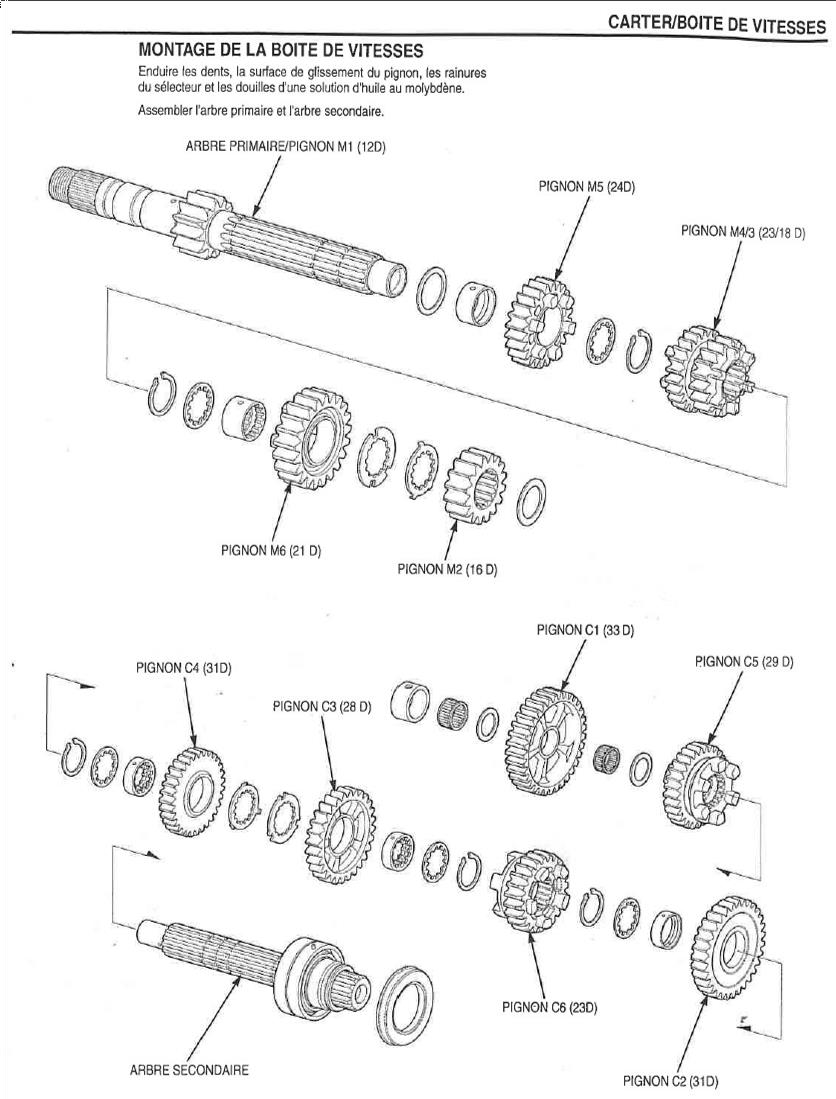 CARTER/BOITE DE VITESSES
MONTAGE DE LA BOITE DE VITESSES
Enduire les dents, la surface de glissement du pignon, les rainures
du sélecteur et les douilles d'une solution d'huile au molybdène.
Assembler l'arbre primaire et l'arbre secondaire.
ARBRE PRIMAIRE/PIGNON M1 (12D)
PIGNON M5 (24D)
PIGNON M4/3 (23/18 D)
PIGNON M6 (21 D)
PIGNON M2 (16 D)
PIGNON C1 (33 D)
PIGNON C5 (29 D)
PIGNON C4 (31D)
PIGNON C3 (28 D)
PIGNON C6 (23D)
ARBRE SECONDAIRE
PIGNON C2 (31D)